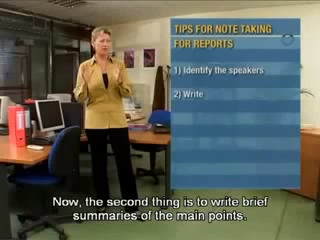 TIPS FOR NOTE TAKING
FOR REPORTS
1) Identify the speakers
2) Write
Now, the second thing is to write brief
summaries of the main points.